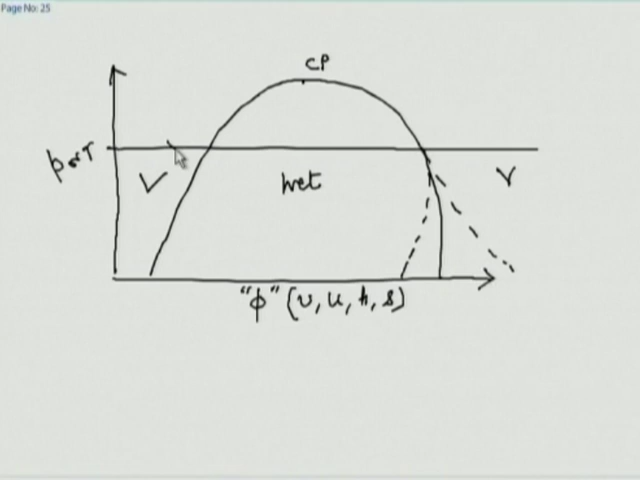 Page No: 25
CP
p or T
L
wet
V
"φ" (v, u, h, s)